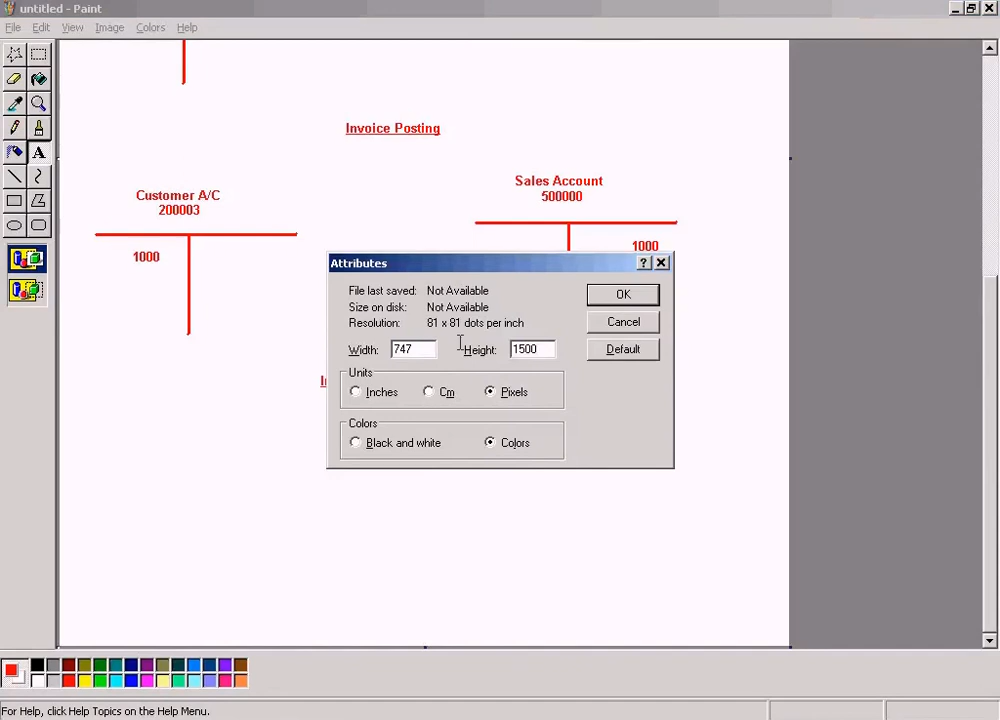 untitled - Paint
File Edit View Image Colors Help
Invoice Posting
Customer A/C
200003
1000
Sales Account
500000
1000
Attributes
File last saved: Not Available
Size on disk: Not Available
Resolution: 81 x 81 dots per inch
Width: 747 Height: 1500
Units
Inches Cm Pixels
Colors
Black and white Colors
OK
Cancel
Default
For Help, click Help Topics on the Help Menu.